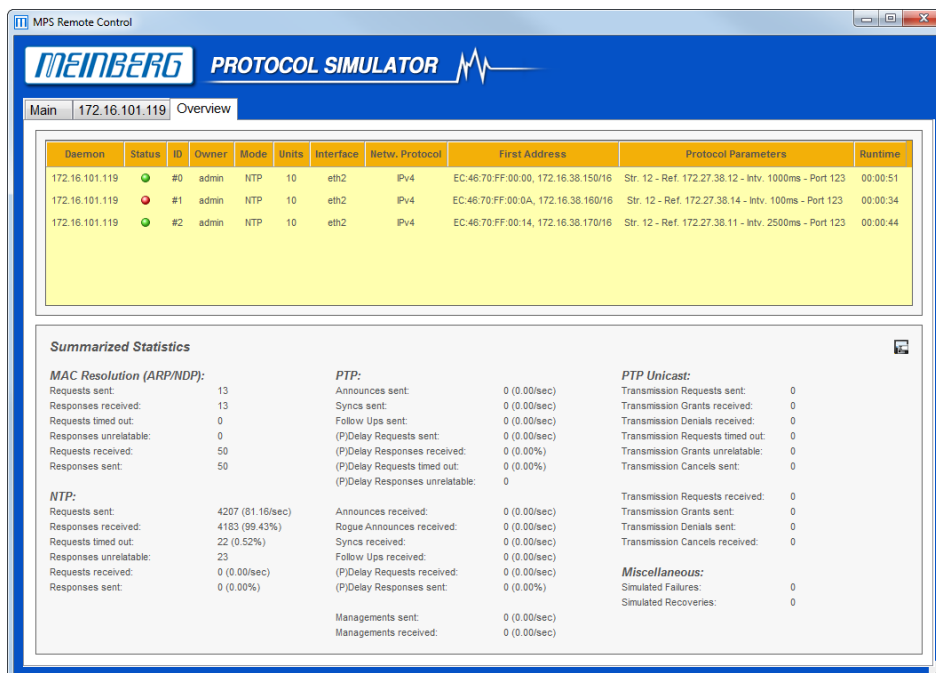 MPS Remote Control
MEINBERG PROTOCOL SIMULATOR
Main 172.16.101.119 Overview
Daemon Status ID Owner Mode Units Interface Netw. Protocol First Address Protocol Parameters Runtime
172.16.101.119 #0 admin NTP 10 eth2 IPv4 EC:46:70:FF:00:00, 172.16.38.150/16 Str. 12 - Ref. 172.27.38.12 - Intv. 1000ms - Port 123 00:00:51
172.16.101.119 #1 admin NTP 10 eth2 IPv4 EC:46:70:FF:00:0A, 172.16.38.160/16 Str. 12 - Ref. 172.27.38.14 - Intv. 100ms - Port 123 00:00:34
172.16.101.119 #2 admin NTP 10 eth2 IPv4 EC:46:70:FF:00:14, 172.16.38.170/16 Str. 12 - Ref. 172.27.38.11 - Intv. 2500ms - Port 123 00:00:44
Summarized Statistics
MAC Resolution (ARP/NDP):
Requests sent: 13
Responses received: 13
Requests timed out: 0
Responses unrelatable: 0
Requests received: 50
Responses sent: 50
NTP:
Requests sent: 4207 (81.16/sec)
Responses received: 4183 (99.43%)
Requests timed out: 22 (0.52%)
Responses unrelatable: 23
Requests received: 0 (0.00/sec)
Responses sent: 0 (0.00%)
PTP:
Announces sent: 0 (0.00/sec)
Syncs sent: 0 (0.00/sec)
Follow Ups sent: 0 (0.00/sec)
(P)Delay Requests sent: 0 (0.00/sec)
(P)Delay Responses received: 0 (0.00%)
(P)Delay Requests timed out: 0 (0.00%)
(P)Delay Responses unrelatable: 0
Announces received: 0 (0.00/sec)
Rogue Announces received: 0 (0.00/sec)
Syncs received: 0 (0.00/sec)
Follow Ups received: 0 (0.00/sec)
(P)Delay Requests received: 0 (0.00/sec)
(P)Delay Responses sent: 0 (0.00%)
Managements sent: 0 (0.00/sec)
Managements received: 0 (0.00/sec)
PTP Unicast:
Transmission Requests sent: 0
Transmission Grants received: 0
Transmission Denials received: 0
Transmission Requests timed out: 0
Transmission Grants unrelatable: 0
Transmission Cancels sent: 0
Transmission Requests received: 0
Transmission Grants sent: 0
Transmission Denials sent: 0
Transmission Cancels received: 0
Miscellaneous:
Simulated Failures: 0
Simulated Recoveries: 0